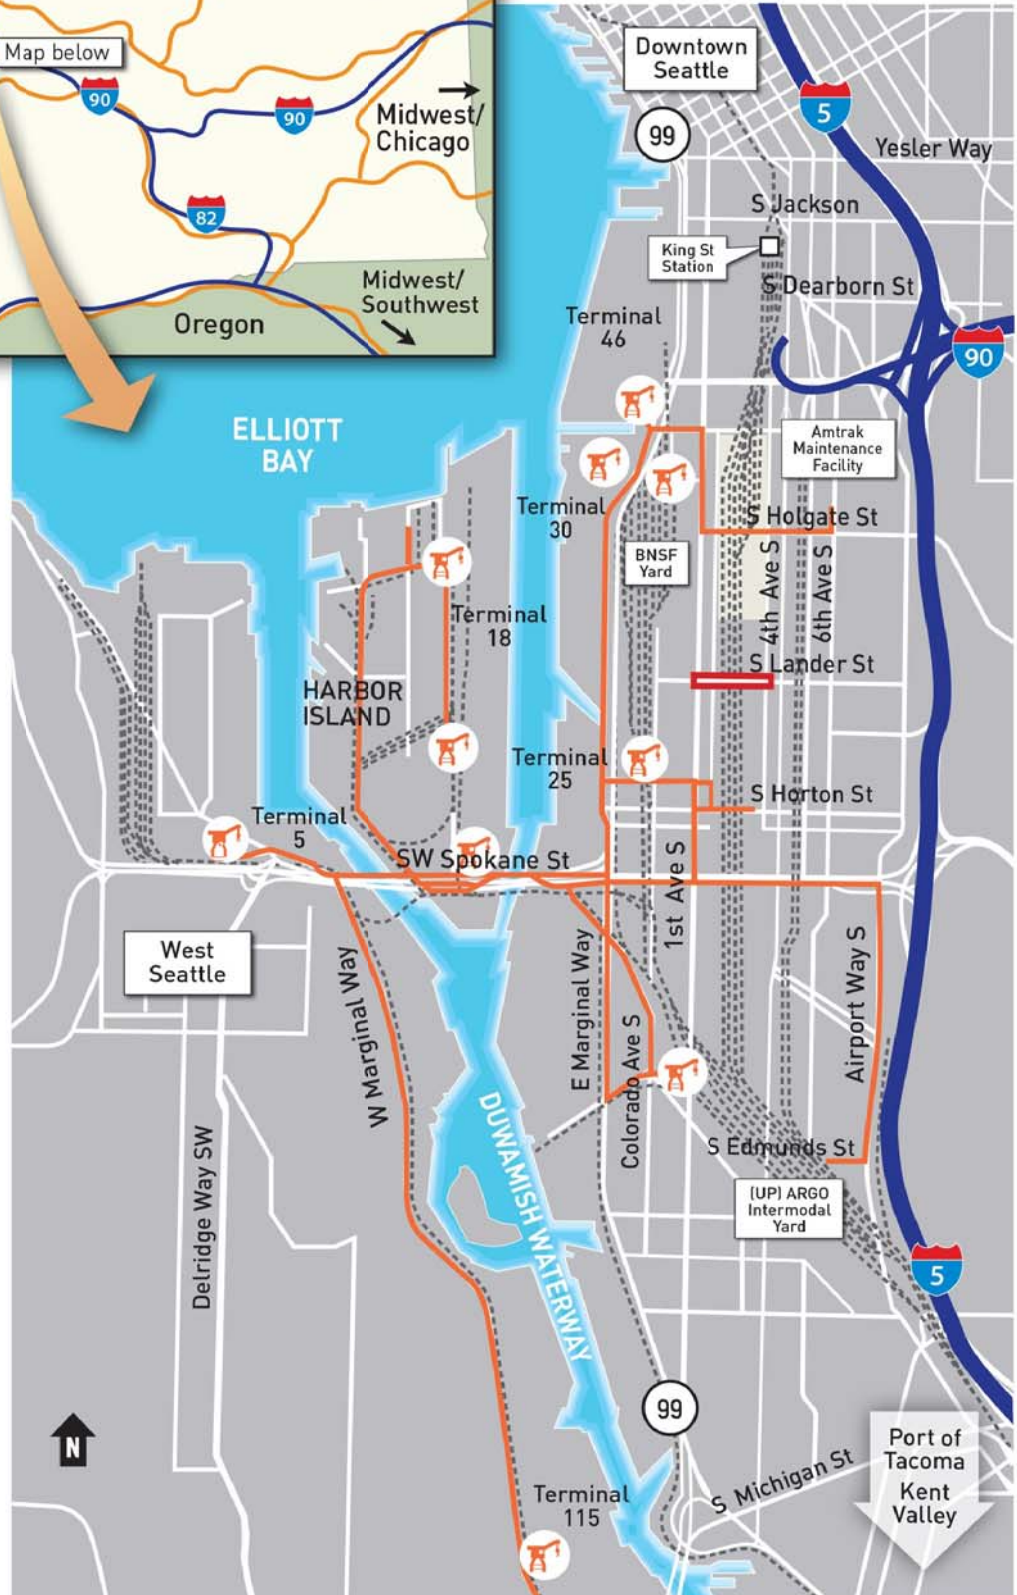 Map below
90
90
Midwest/
Chicago
82
Midwest/
Southwest
Oregon
Downtown
Seattle
99
5
Yesler Way
S Jackson
King St
Station
S Dearborn St
Terminal
46
90
ELLIOTT
BAY
Amtrak
Maintenance
Facility
Terminal
30
S Holgate St
BNSF
Yard
4th Ave S
6th Ave S
Terminal
18
S Lander St
HARBOR
ISLAND
Terminal
25
S Horton St
Terminal
5
SW Spokane St
1st Ave S
West
Seattle
W Marginal Way
E Marginal Way
Colorado Ave S
Airport Way S
DUWAMISH WATERWAY
S Edmunds St
Delridge Way SW
(UP) ARGO
Intermodal
Yard
5
99
N
Port of
Tacoma
Kent
Valley
S Michigan St
Terminal
115